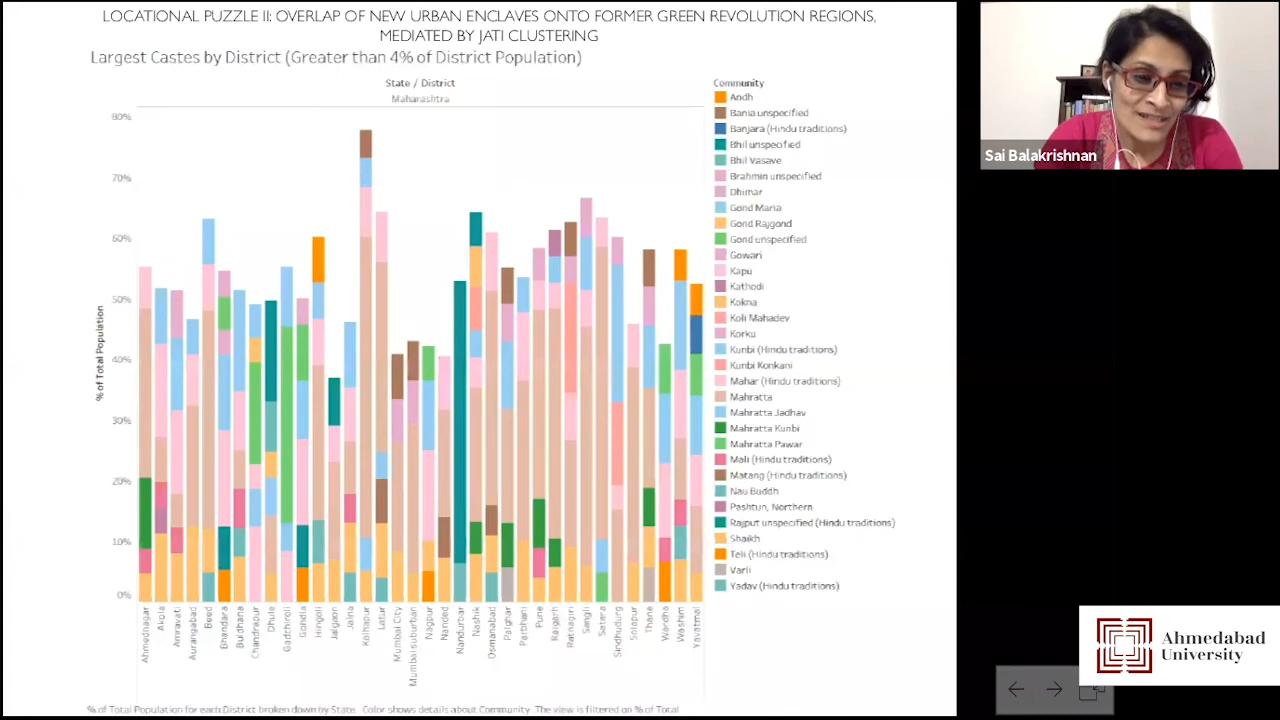 LOCATIONAL PUZZLE II: OVERLAP OF NEW URBAN ENCLAVES ONTO FORMER GREEN REVOLUTION REGIONS,
MEDIATED BY JATI CLUSTERING
Largest Castes by District (Greater than 4% of District Population)
State / District
Maharashtra
80%
70%
60%
50%
40%
30%
20%
10%
0%
% of Total Population
Ahmednagar
Akola
Amravati
Aurangabad
Beed
Bhandara
Buldhana
Chandrapur
Dhule
Gadchiroli
Gondia
Hingoli
Jalgaon
Jalna
Kolhapur
Latur
Mumbai City
Mumbai suburban
Nagpur
Nanded
Nandurbar
Nashik
Osmanabad
Palghar
Parbhani
Pune
Raigarh
Ratnagiri
Sangli
Satara
Sindhudurg
Solapur
Thane
Wardha
Washim
Yavatmal
Community
Andh
Bania unspecified
Banjara (Hindu traditions)
Bhil unspecified
Bhil Vasave
Brahmin unspecified
Dhimar
Gond Maria
Gond Rajgond
Gond unspecified
Gowari
Kapu
Kathodi
Kokna
Koli Mahadev
Korku
Kunbi (Hindu traditions)
Kunbi Konkani
Mahar (Hindu traditions)
Mahratta
Mahratta Jadhav
Mahratta Kunbi
Mahratta Pawar
Mali (Hindu traditions)
Matang (Hindu traditions)
Nau Buddh
Pashtun, Northern
Rajput unspecified (Hindu traditions)
Shaikh
Teli (Hindu traditions)
Varli
Yadav (Hindu traditions)
% of Total Population for each District broken down by State. Color shows details about Community. The view is filtered on % of Total
Sai Balakrishnan
Ahmedabad
University